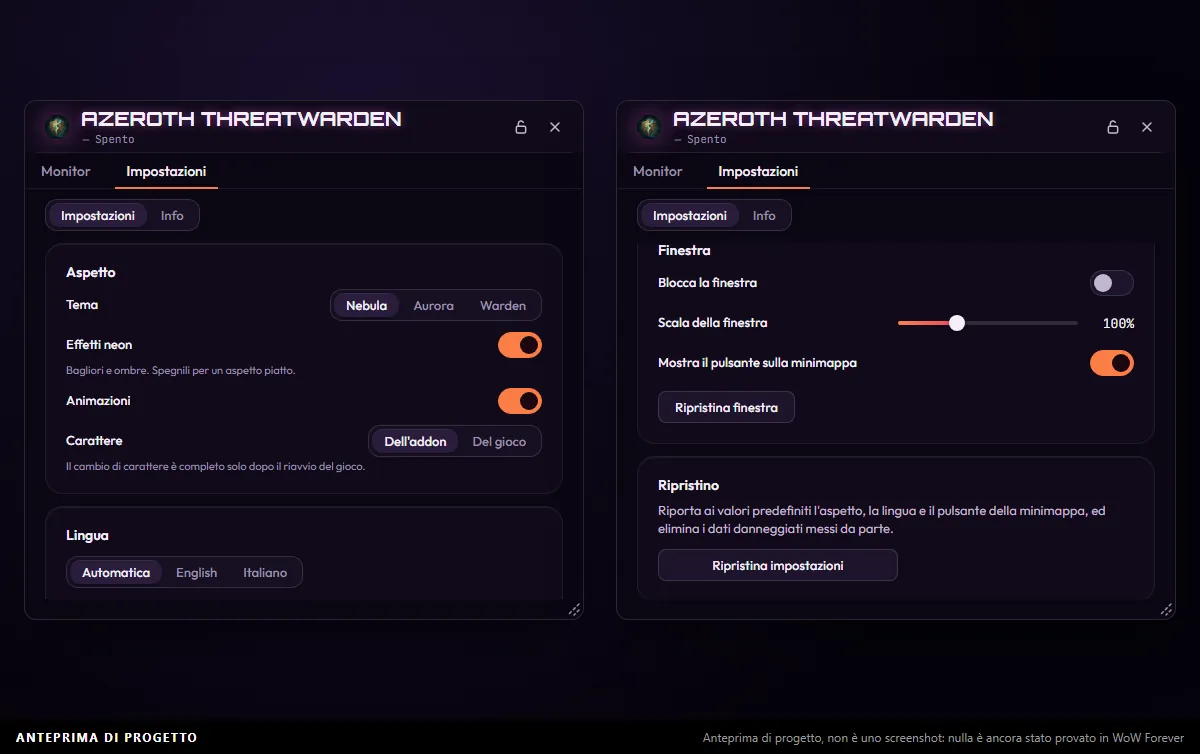 AZEROTH THREATWARDEN
— Spento
Monitor
Impostazioni
Impostazioni
Info
Aspetto
Tema
Nebula
Aurora
Warden
Effetti neon
Bagliori e ombre. Spegnili per un aspetto piatto.
Animazioni
Carattere
Dell'addon
Del gioco
Il cambio di carattere è completo solo dopo il riavvio del gioco.
Lingua
Automatica
English
Italiano
AZEROTH THREATWARDEN
— Spento
Monitor
Impostazioni
Impostazioni
Info
Finestra
Blocca la finestra
Scala della finestra
100%
Mostra il pulsante sulla minimappa
Ripristina finestra
Ripristino
Riporta ai valori predefiniti l'aspetto, la lingua e il pulsante della minimappa, ed
elimina i dati danneggiati messi da parte.
Ripristina impostazioni
ANTEPRIMA DI PROGETTO
Anteprima di progetto, non è uno screenshot: nulla è ancora stato provato in WoW Forever